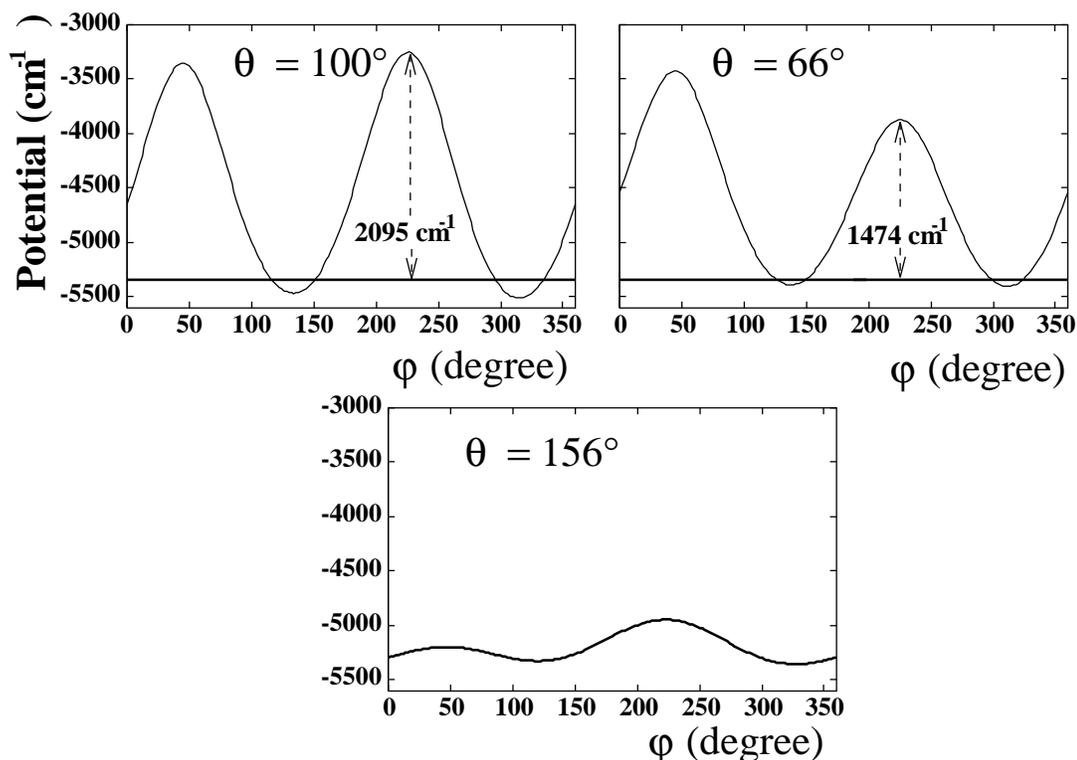 Potential (cm-1 )
-3000
-3500
-4000
-4500
-5000
-5500
θ = 100°
2095 cm-1
0 50 100 150 200 250 300 350
φ (degree)
θ = 66°
1474 cm-1
0 50 100 150 200 250 300 350
φ (degree)
-3000
-3500
-4000
-4500
-5000
-5500
θ = 156°
0 50 100 150 200 250 300 350
φ (degree)